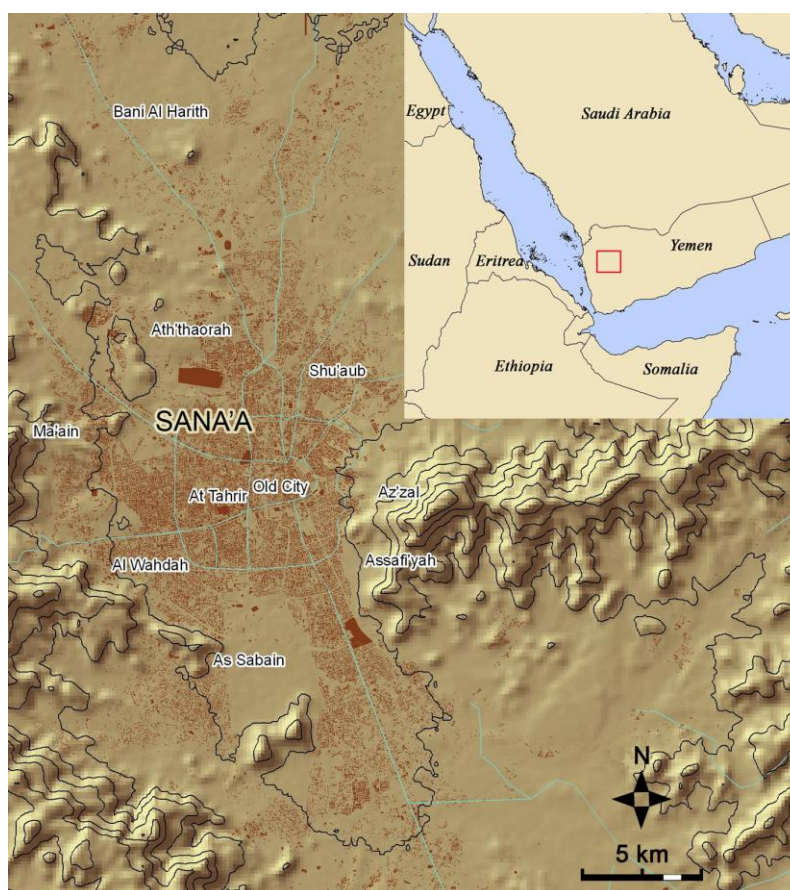 Bani Al Harith
Egypt
Saudi Arabia
Sudan
Eritrea
Yemen
Ethiopia
Somalia
Ath'thaorah
Shu'aub
SANA'A
Ma'ain
At Tahrir
Old City
Az'zal
Al Wahdah
Assafi'yah
As Sabain
N
5 km